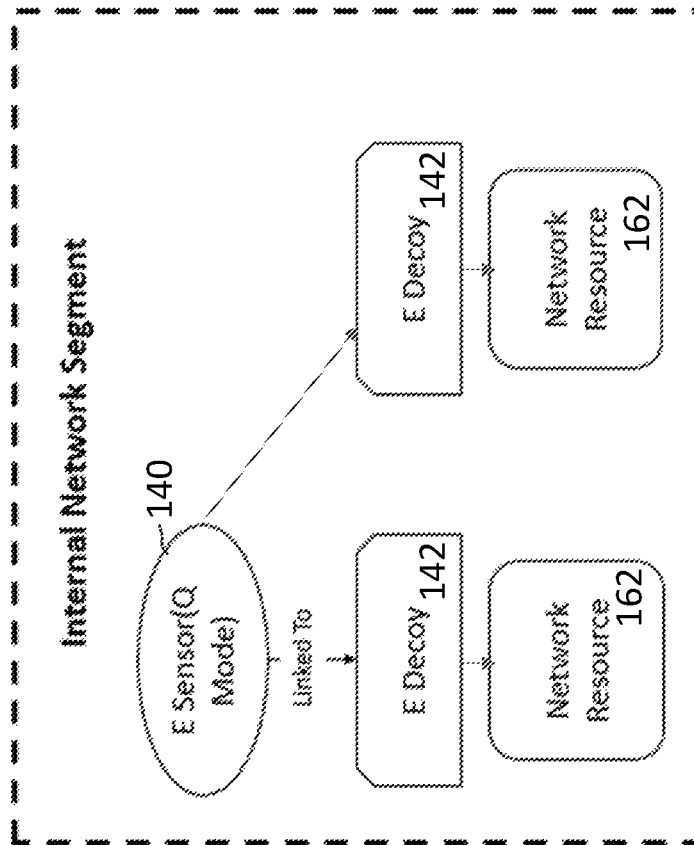 Internal Network Segment
140
E Sensor(Q
Mode)
Linked To
E Decoy
142
E Decoy
142
Network
Resource
162
Network
Resource
162